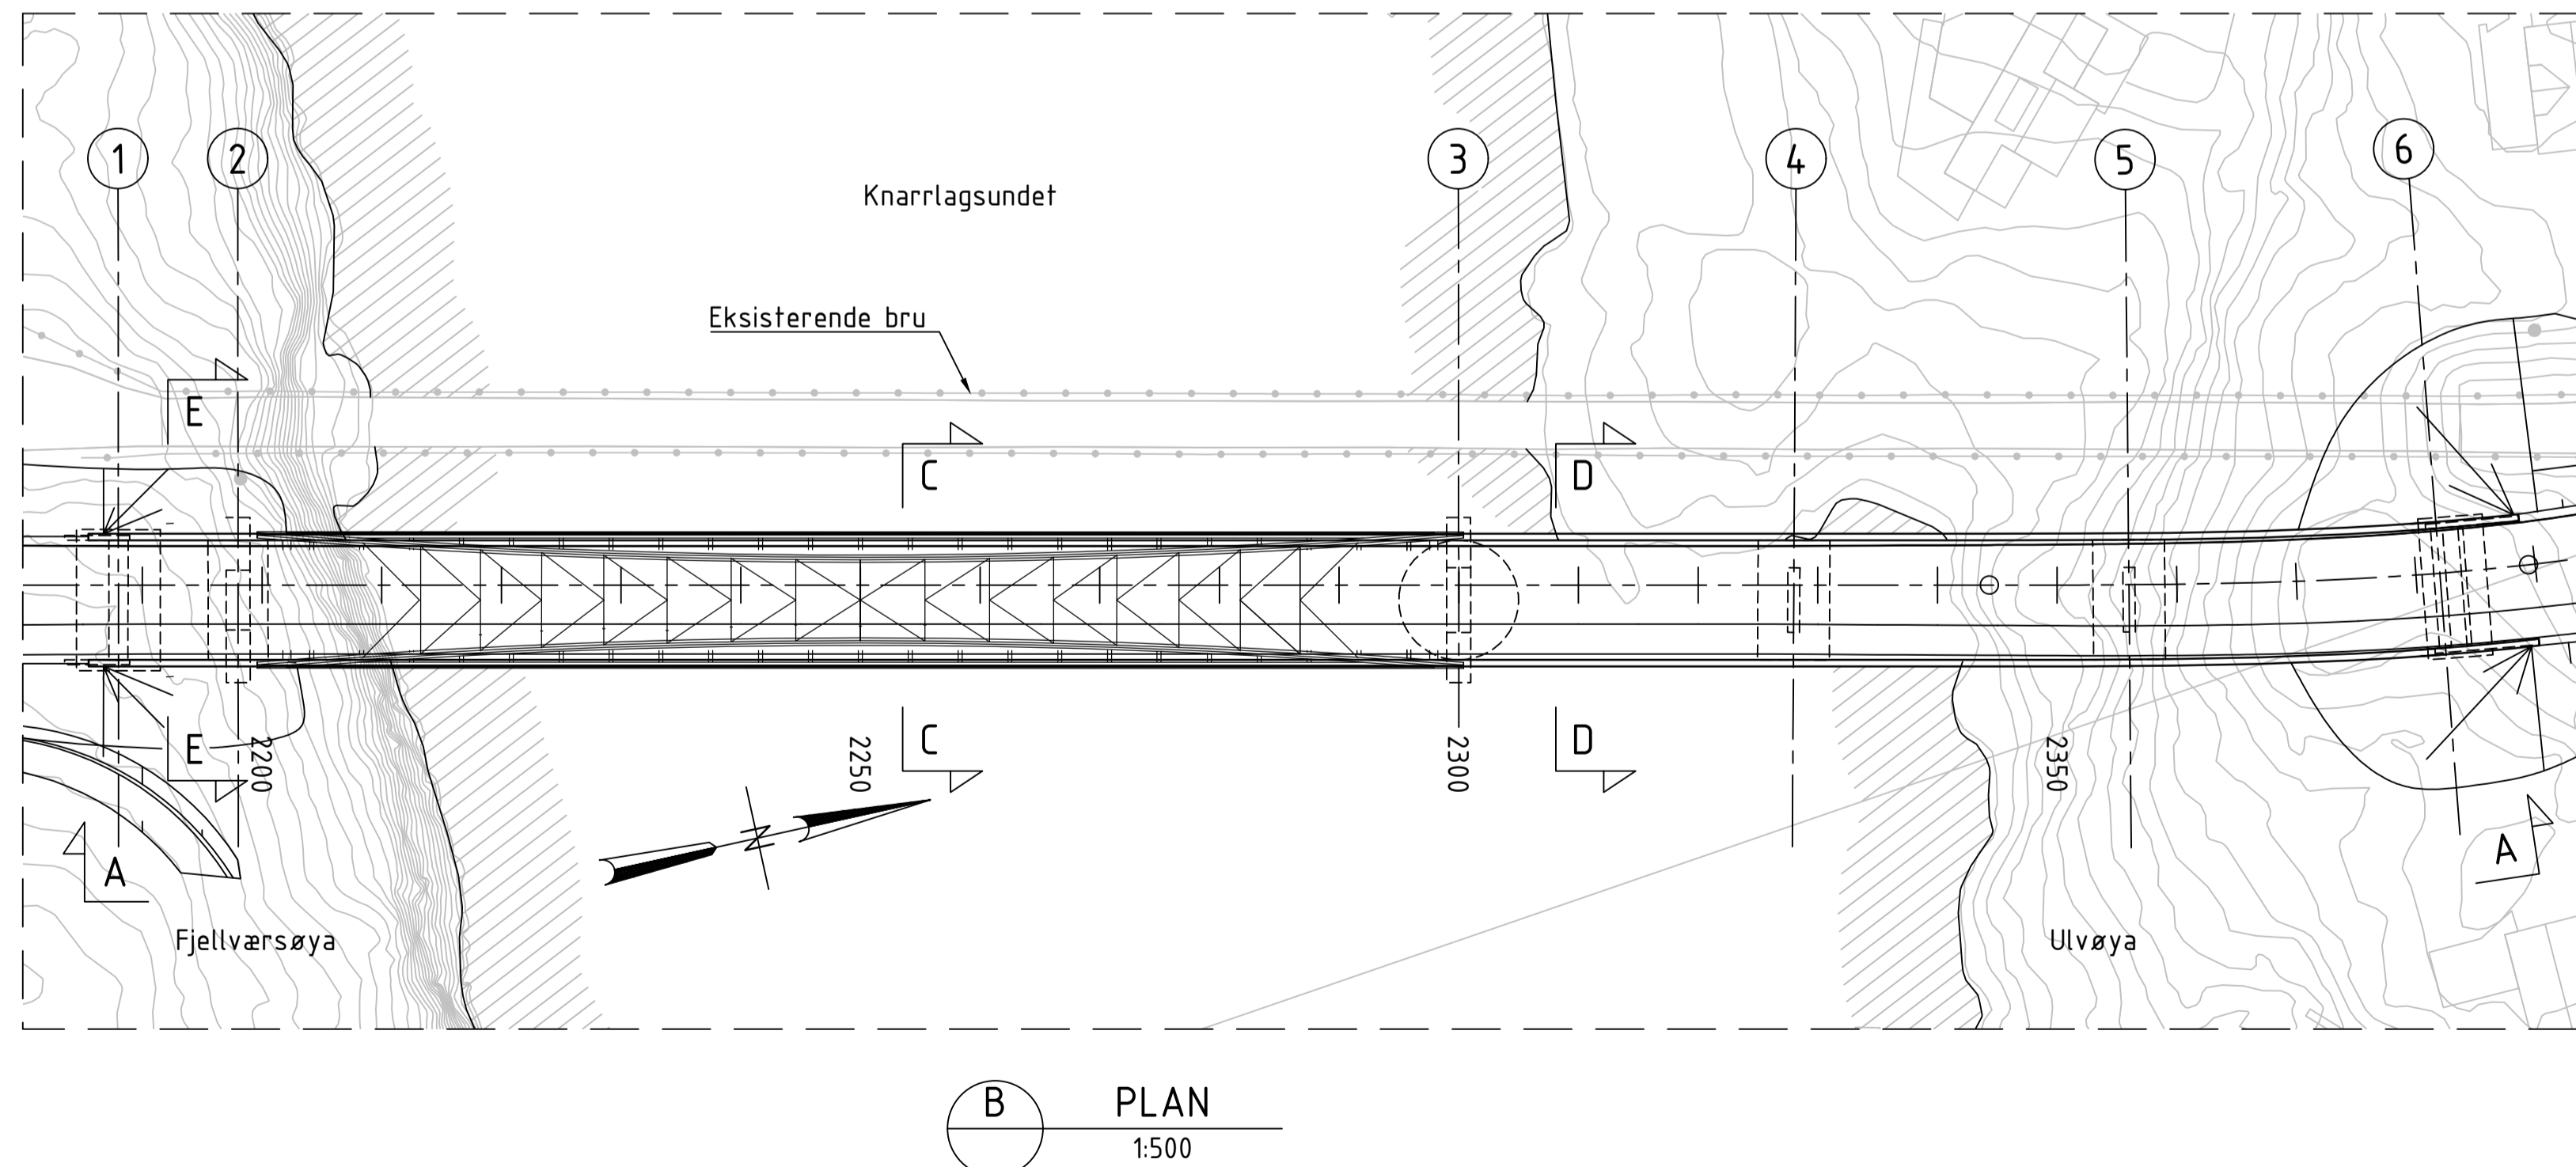 1 2 3 4 5 6
Knarrlagsundet
Eksisterende bru
E
C D
E C D
2200 2250 2300 2350
N
A A
Fjellværsøya Ulvøya
B PLAN
1:500